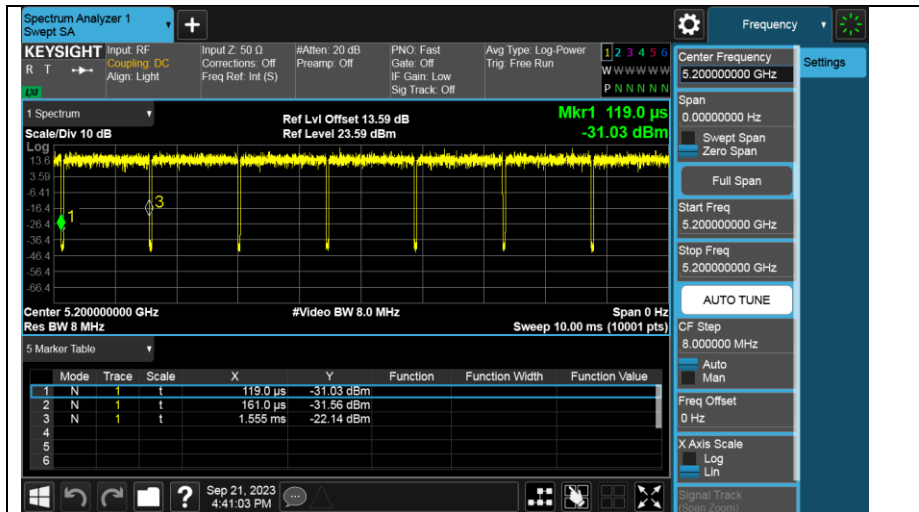 Spectrum Analyzer 1
Swept SA
Frequency
KEYSIGHT
R T
LXI
Input: RF
Coupling: DC
Align: Light
Input Z: 50 Ω
Corrections: Off
Freq Ref: Int (S)
#Atten: 20 dB
Preamp: Off
PNO: Fast
Gate: Off
IF Gain: Low
Sig Track: Off
Avg Type: Log-Power
Trig: Free Run
1 2 3 4 5 6
W W W W W W
P N N N N N
Center Frequency
5.200000000 GHz
Settings
Span
0.00000000 Hz
Swept Span
Zero Span
Full Span
Start Freq
5.200000000 GHz
Stop Freq
5.200000000 GHz
AUTO TUNE
CF Step
8.000000 MHz
Auto
Man
Freq Offset
0 Hz
X Axis Scale
Log
Lin
Signal Track
(Span Zoom)
1 Spectrum
Scale/Div 10 dB
Ref Lvl Offset 13.59 dB
Ref Level 23.59 dBm
Mkr1 119.0 µs
-31.03 dBm
Log
13.6
3.59
-6.41
-16.4
-26.4
-36.4
-46.4
-56.4
-66.4
1
3
Center 5.200000000 GHz
Res BW 8 MHz
#Video BW 8.0 MHz
Span 0 Hz
Sweep 10.00 ms (10001 pts)
5 Marker Table
Mode Trace Scale X Y Function Function Width Function Value
1 N 1 t 119.0 µs -31.03 dBm
2 N 1 t 161.0 µs -31.56 dBm
3 N 1 t 1.555 ms -22.14 dBm
4
5
6
Sep 21, 2023
4:41:03 PM